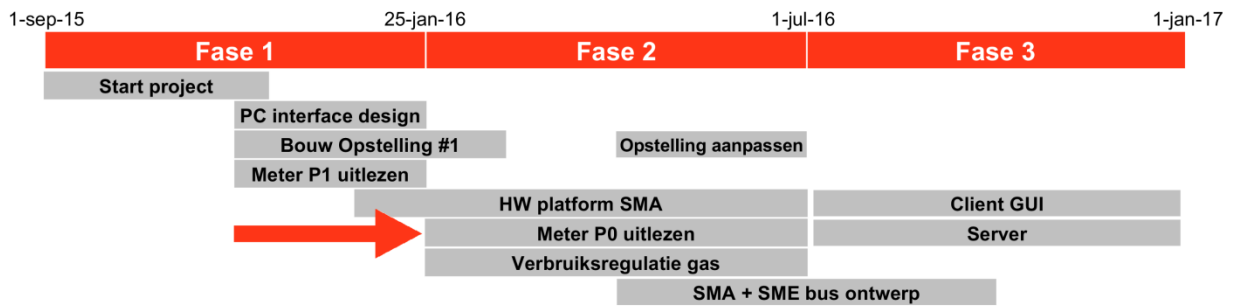 1-sep-15 25-jan-16 1-jul-16 1-jan-17
Fase 1 Fase 2 Fase 3
Start project
PC interface design
Bouw Opstelling #1 Opstelling aanpassen
Meter P1 uitlezen
HW platform SMA Client GUI
Meter P0 uitlezen Server
Verbruiksregulatie gas
SMA + SME bus ontwerp